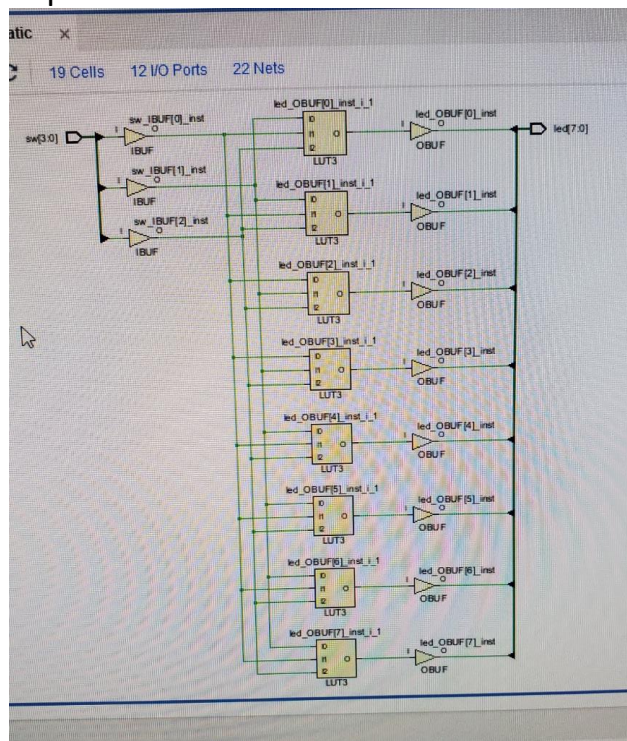 atic ×
19 Cells 12 I/O Ports 22 Nets
sw[3:0]
sw_IBUF[0]_inst
I O
IBUF
sw_IBUF[1]_inst
I O
IBUF
sw_IBUF[2]_inst
I O
IBUF
led_OBUF[0]_inst_i_1
I0
I1 O
I2
LUT3
led_OBUF[0]_inst
I O
OBUF
led[7:0]
led_OBUF[1]_inst_i_1
I0
I1 O
I2
LUT3
led_OBUF[1]_inst
I O
OBUF
led_OBUF[2]_inst_i_1
I0
I1 O
I2
LUT3
led_OBUF[2]_inst
I O
OBUF
led_OBUF[3]_inst_i_1
I0
I1 O
I2
LUT3
led_OBUF[3]_inst
I O
OBUF
led_OBUF[4]_inst_i_1
I0
I1 O
I2
LUT3
led_OBUF[4]_inst
I O
OBUF
led_OBUF[5]_inst_i_1
I0
I1 O
I2
LUT3
led_OBUF[5]_inst
I O
OBUF
led_OBUF[6]_inst_i_1
I0
I1 O
I2
LUT3
led_OBUF[6]_inst
I O
OBUF
led_OBUF[7]_inst_i_1
I0
I1 O
I2
LUT3
led_OBUF[7]_inst
I O
OBUF